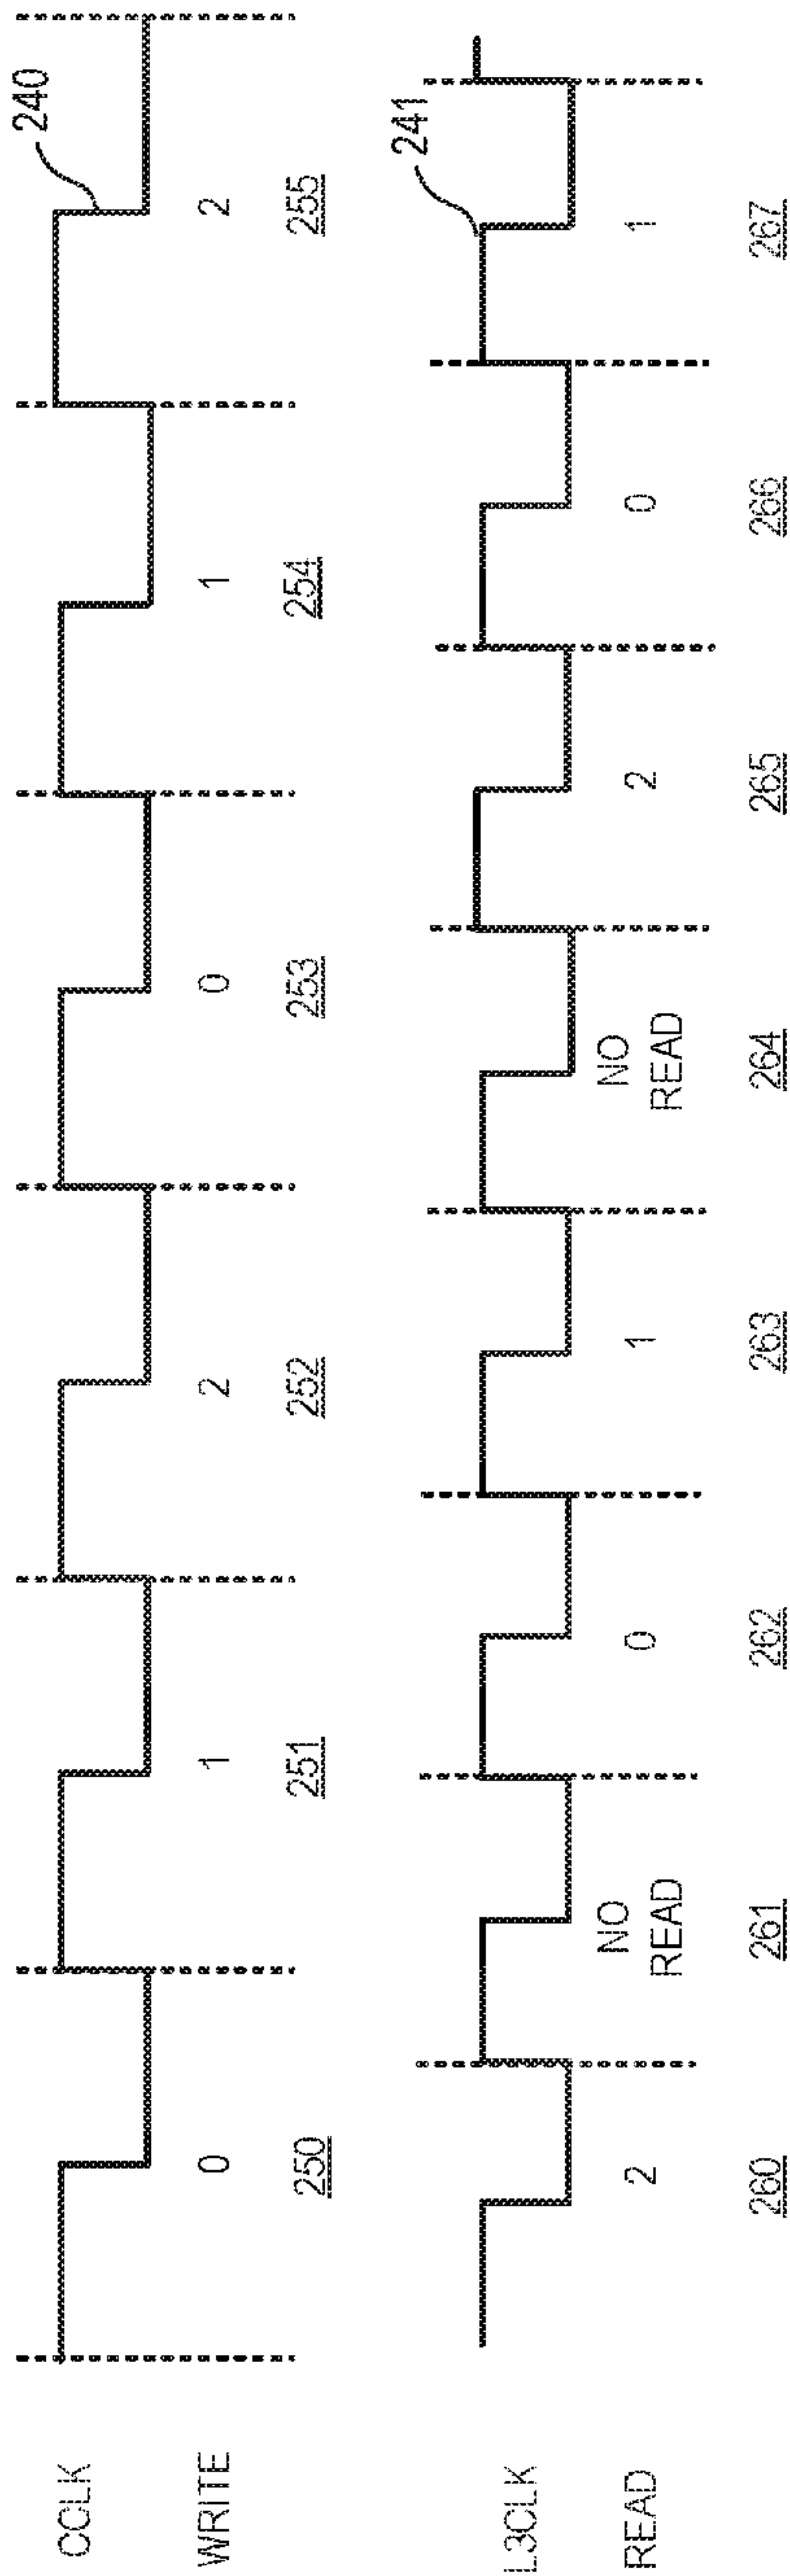 240
CCLK
WRITE 0 1 2 0 1 2
250 251 252 253 254 255
241
L3CLK
READ 2 NO READ 0 1 NO READ 2 0 1
260 261 262 263 264 265 266 267